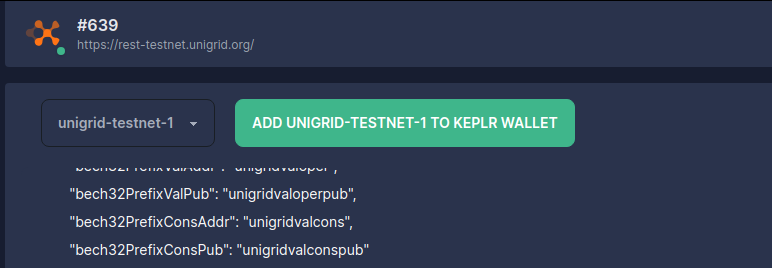 #639
https://rest-testnet.unigrid.org/
unigrid-testnet-1
ADD UNIGRID-TESTNET-1 TO KEPLR WALLET
"bech32PrefixValAddr": "unigridvaloper",
"bech32PrefixValPub": "unigridvaloperpub",
"bech32PrefixConsAddr": "unigridvalcons",
"bech32PrefixConsPub": "unigridvalconspub"